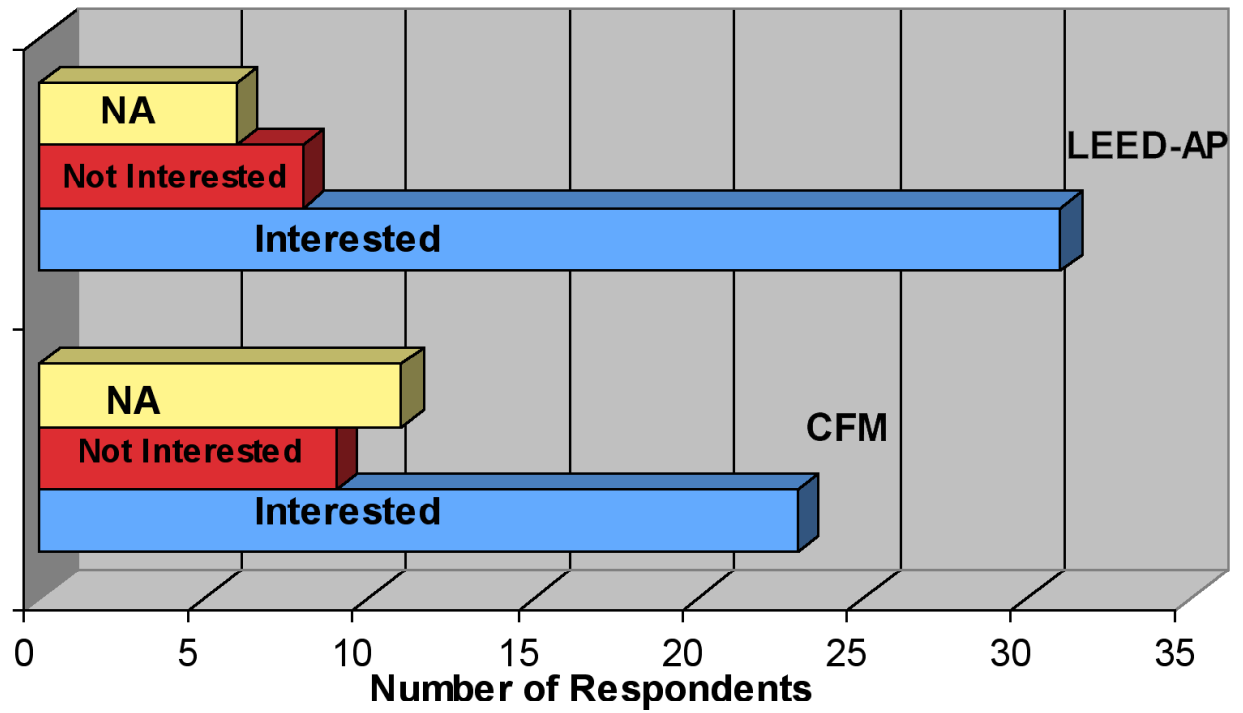 NA
LEED-AP
Not Interested
Interested
NA
CFM
Not Interested
Interested
0 5 10 15 20 25 30 35
Number of Respondents